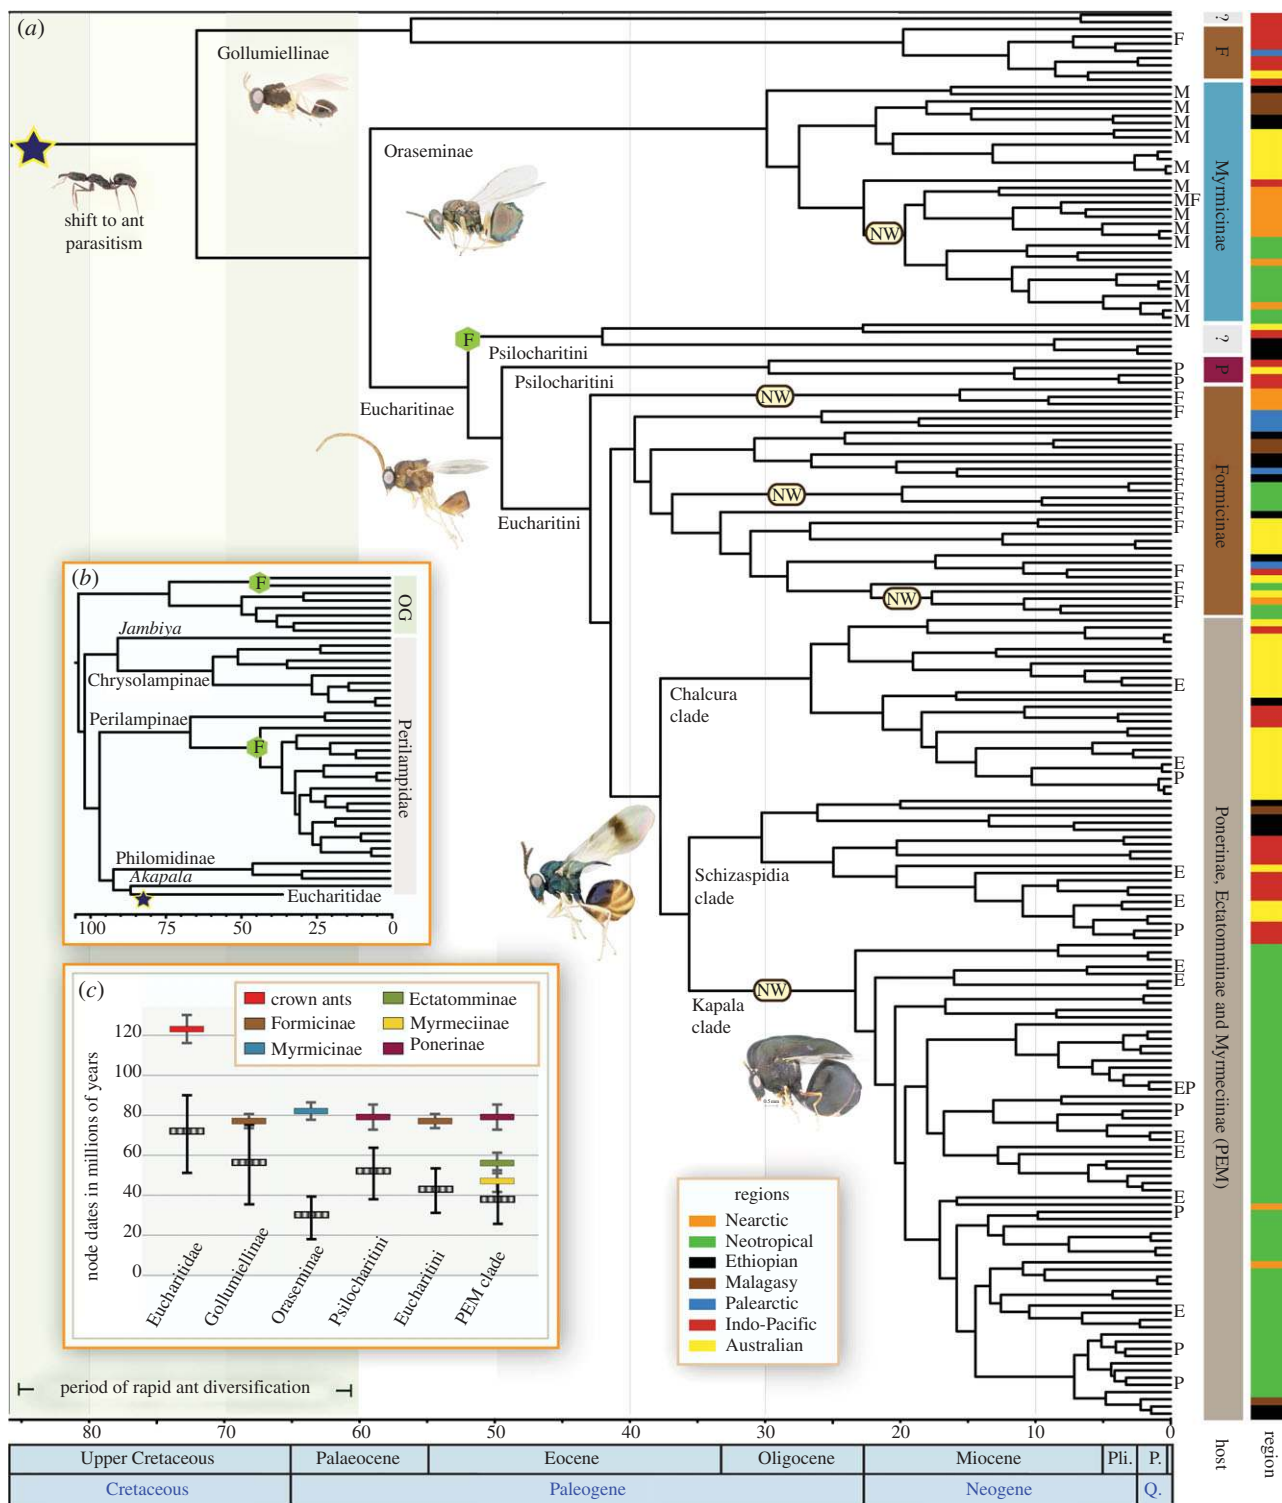 (a)
Gollumiellinae
shift to ant
parasitism
Oraseminae
NW
F
Psilocharitini
Psilocharitini
Eucharitinae
NW
NW
Eucharitini
NW
Chalcura
clade
Schizaspidia
clade
NW
Kapala
clade
0.5mm
F
M
M
M
M
M
M
MF
M
M
M
M
M
M
P
P
F
F
F
F
F
F
F
F
F
F
F
F
E
E
P
E
E
P
E
E
EP
P
E
E
E
P
E
P
P
?
F
Myrmicinae
?
P
Formicinae
Ponerinae, Ectatomminae and Myrmeciinae (PEM)
host
region
(b)
F
OG
Jambiya
Chrysolampinae
Perilampinae
F
Perilampidae
Philomidinae
Akapala
Eucharitidae
100 75 50 25 0
(c)
crown ants
Formicinae
Myrmicinae
Ectatomminae
Myrmeciinae
Ponerinae
node dates in millions of years
120
100
80
60
40
20
0
Eucharitidae
Gollumiellinae
Oraseminae
Psilocharitini
Eucharitini
PEM clade
regions
Nearctic
Neotropical
Ethiopian
Malagasy
Palearctic
Indo-Pacific
Australian
period of rapid ant diversification
80 70 60 50 40 30 20 10 0
Upper Cretaceous Palaeocene Eocene Oligocene Miocene Pli. P.
Cretaceous Paleogene Neogene Q.